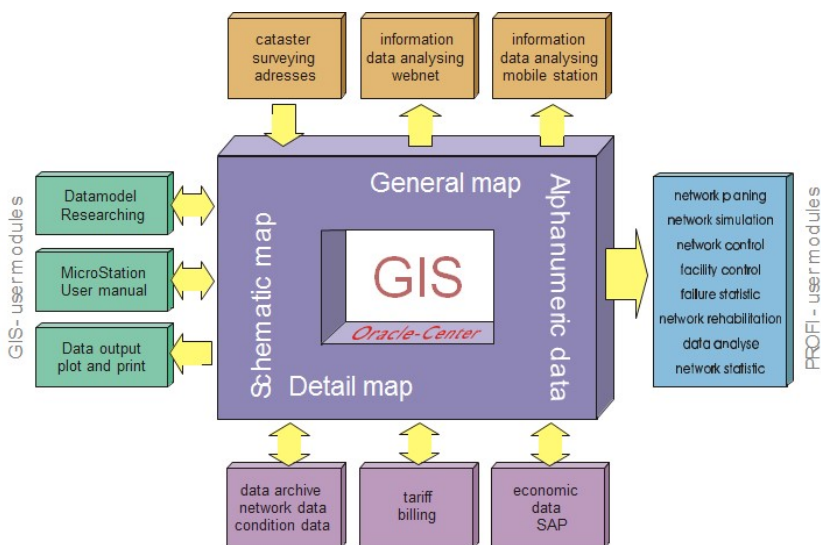 cataster
surveying
adresses
information
data analysing
webnet
information
data analysing
mobile station
GIS- user modules
Datamodel
Researching
MicroStation
User manual
Data output
plot and print
Schematic map
General map
Alphanumeric data
Detail map
GIS
Oracle-Center
network planing
network simulation
network control
facility control
failure statistic
network rehabilitation
data analyse
network statistic
PROFI - user modules
data archive
network data
condition data
tariff
billing
economic
data
SAP